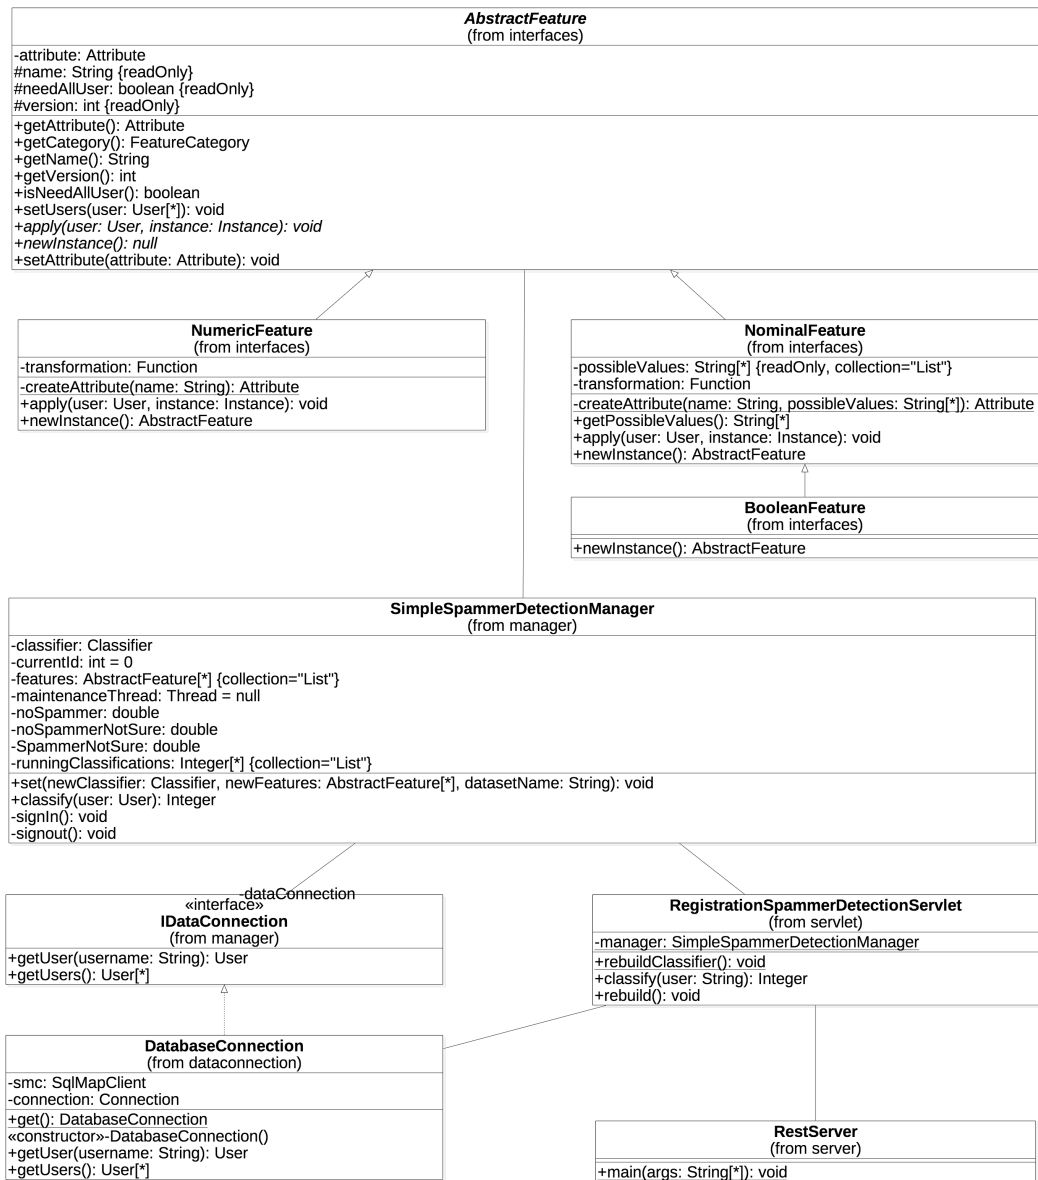 AbstractFeature
(from interfaces)
-attribute: Attribute
#name: String {readOnly}
#needAllUser: boolean {readOnly}
#version: int {readOnly}
+getAttribute(): Attribute
+getCategory(): FeatureCategory
+getName(): String
+getVersion(): int
+isNeedAllUser(): boolean
+setUsers(user: User[*]): void
+apply(user: User, instance: Instance): void
+newInstance(): null
+setAttribute(attribute: Attribute): void
NumericFeature
(from interfaces)
-transformation: Function
-createAttribute(name: String): Attribute
+apply(user: User, instance: Instance): void
+newInstance(): AbstractFeature
NominalFeature
(from interfaces)
-possibleValues: String[*] {readOnly, collection="List"}
-transformation: Function
-createAttribute(name: String, possibleValues: String[*]): Attribute
+getPossibleValues(): String[*]
+apply(user: User, instance: Instance): void
+newInstance(): AbstractFeature
BooleanFeature
(from interfaces)
+newInstance(): AbstractFeature
SimpleSpammerDetectionManager
(from manager)
-classifier: Classifier
-currentId: int = 0
-features: AbstractFeature[*] {collection="List"}
-maintenanceThread: Thread = null
-noSpammer: double
-noSpammerNotSure: double
-SpammerNotSure: double
-runningClassifications: Integer[*] {collection="List"}
+set(newClassifier: Classifier, newFeatures: AbstractFeature[*], datasetName: String): void
+classify(user: User): Integer
-signIn(): void
-signout(): void
-dataConnection
«interface»
IDataConnection
(from manager)
+getUser(username: String): User
+getUsers(): User[*]
RegistrationSpammerDetectionServlet
(from servlet)
-manager: SimpleSpammerDetectionManager
+rebuildClassifier(): void
+classify(user: String): Integer
+rebuild(): void
DatabaseConnection
(from dataconnection)
-smc: SqlMapClient
-connection: Connection
+get(): DatabaseConnection
«constructor»-DatabaseConnection()
+getUser(username: String): User
+getUsers(): User[*]
RestServer
(from server)
+main(args: String[*]): void